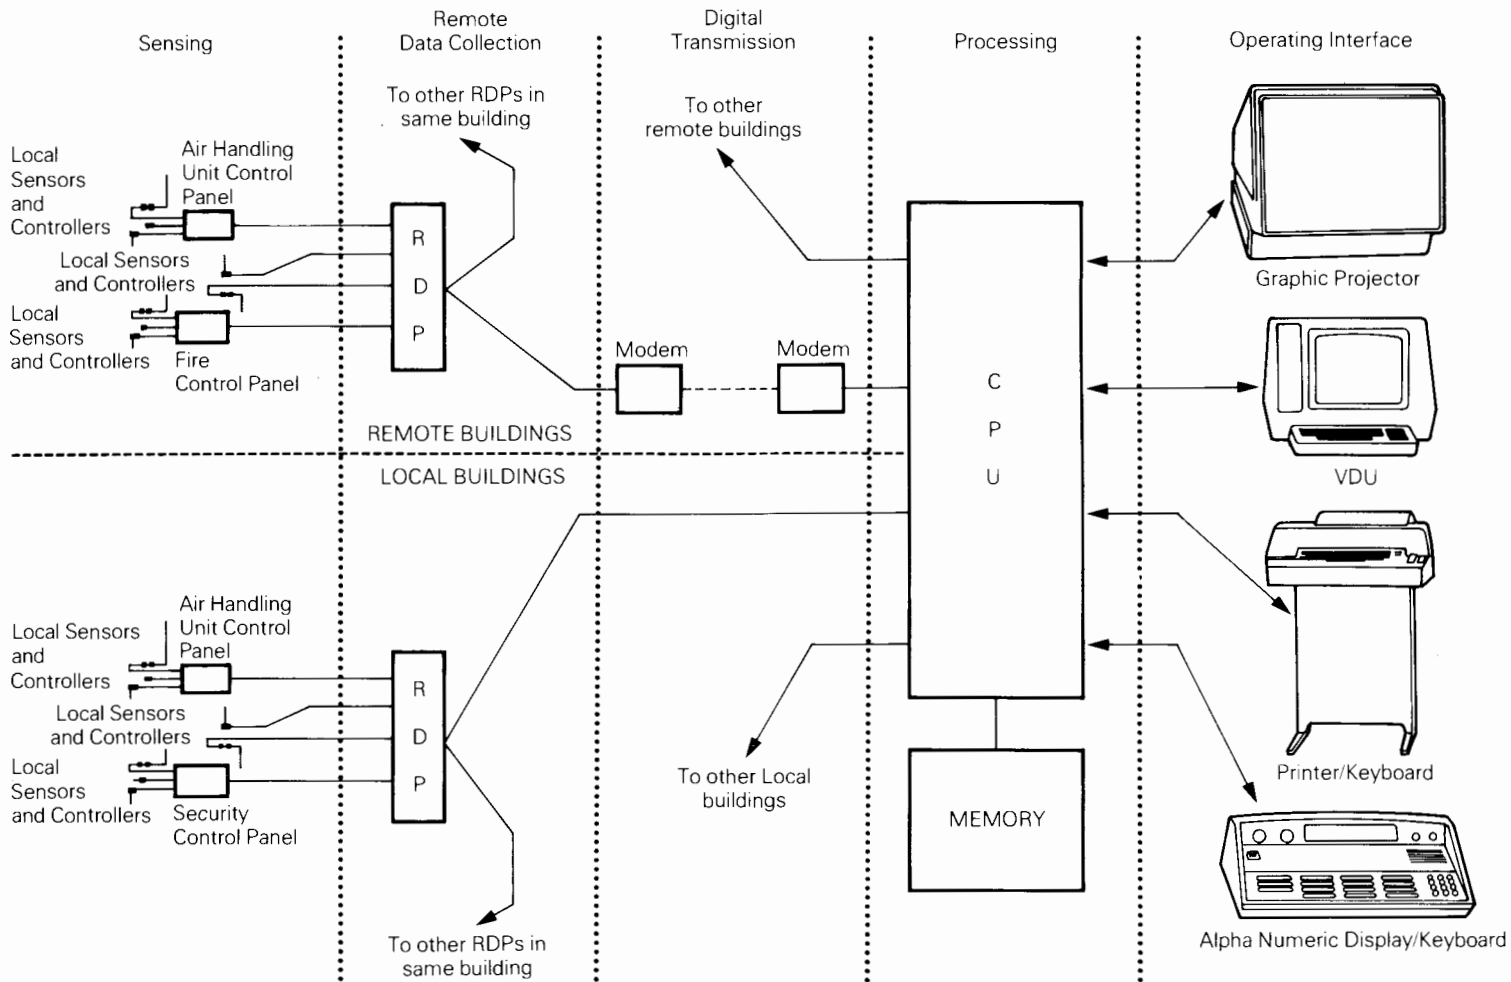 Sensing
Remote
Data Collection
Digital
Transmission
Processing
Operating Interface
To other RDPs in
same building
To other
remote buildings
Local
Sensors
and
Controllers
Air Handling
Unit Control
Panel
Local Sensors
and Controllers
Local
Sensors
and Controllers
Fire
Control Panel
R
D
P
Modem
Modem
C
P
U
Graphic Projector
VDU
REMOTE BUILDINGS
LOCAL BUILDINGS
Local Sensors
and
Controllers
Air Handling
Unit Control
Panel
Local Sensors
and Controllers
Local
Sensors
and Controllers
Security
Control Panel
R
D
P
To other RDPs in
same building
To other Local
buildings
MEMORY
Printer/Keyboard
Alpha Numeric Display/Keyboard